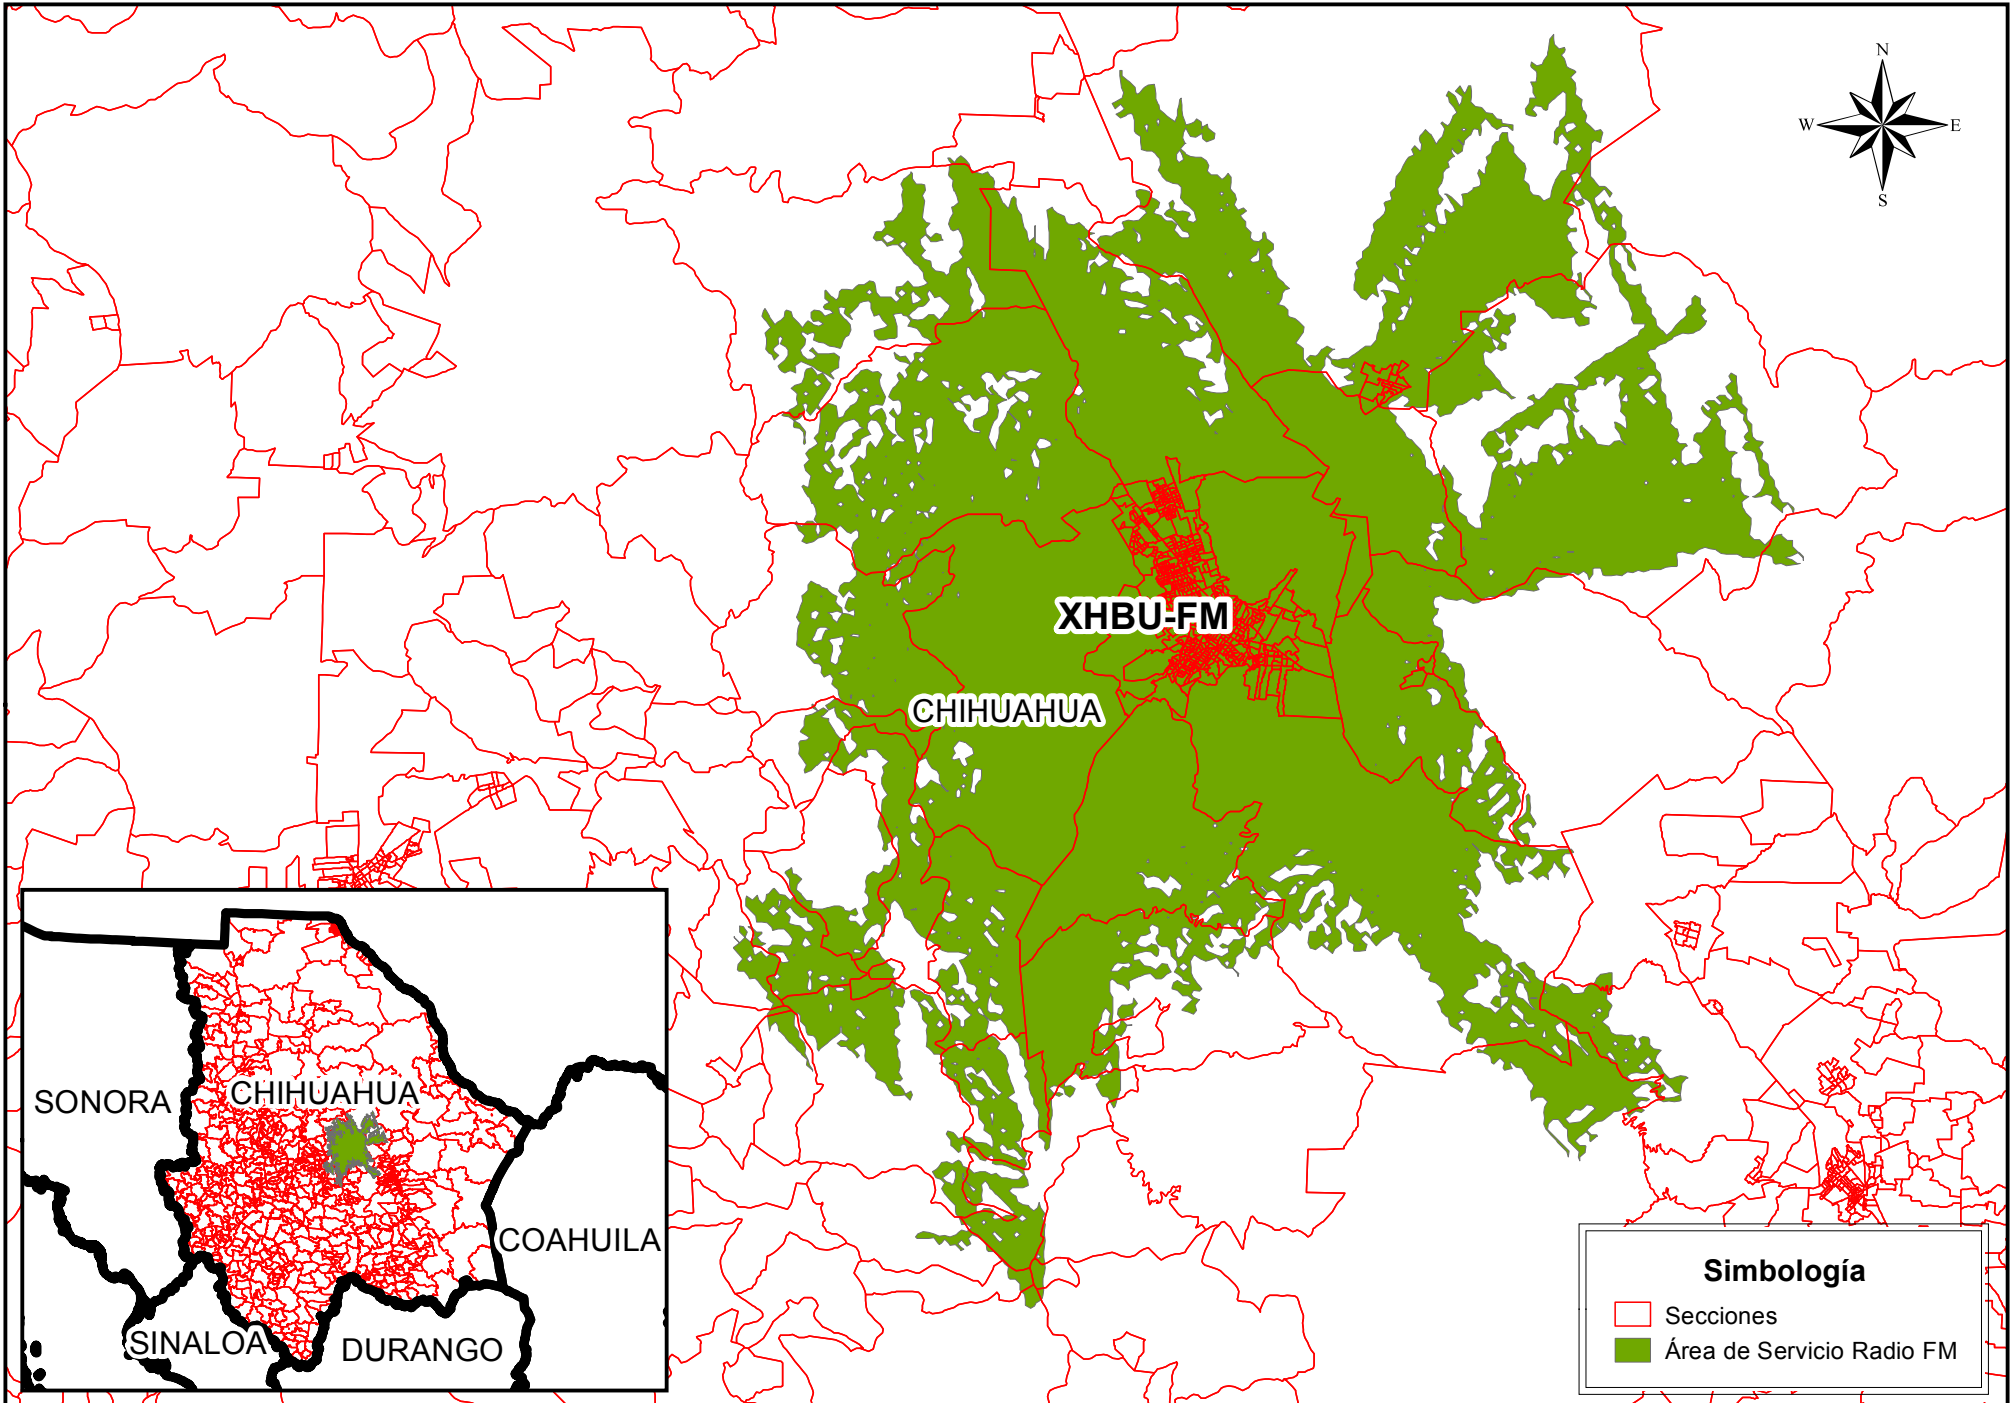 N
W E
S
XHBU-FM
CHIHUAHUA
CHIHUAHUA
SONORA
COAHUILA
SINALOA
DURANGO
Simbología
Secciones
Área de Servicio Radio FM